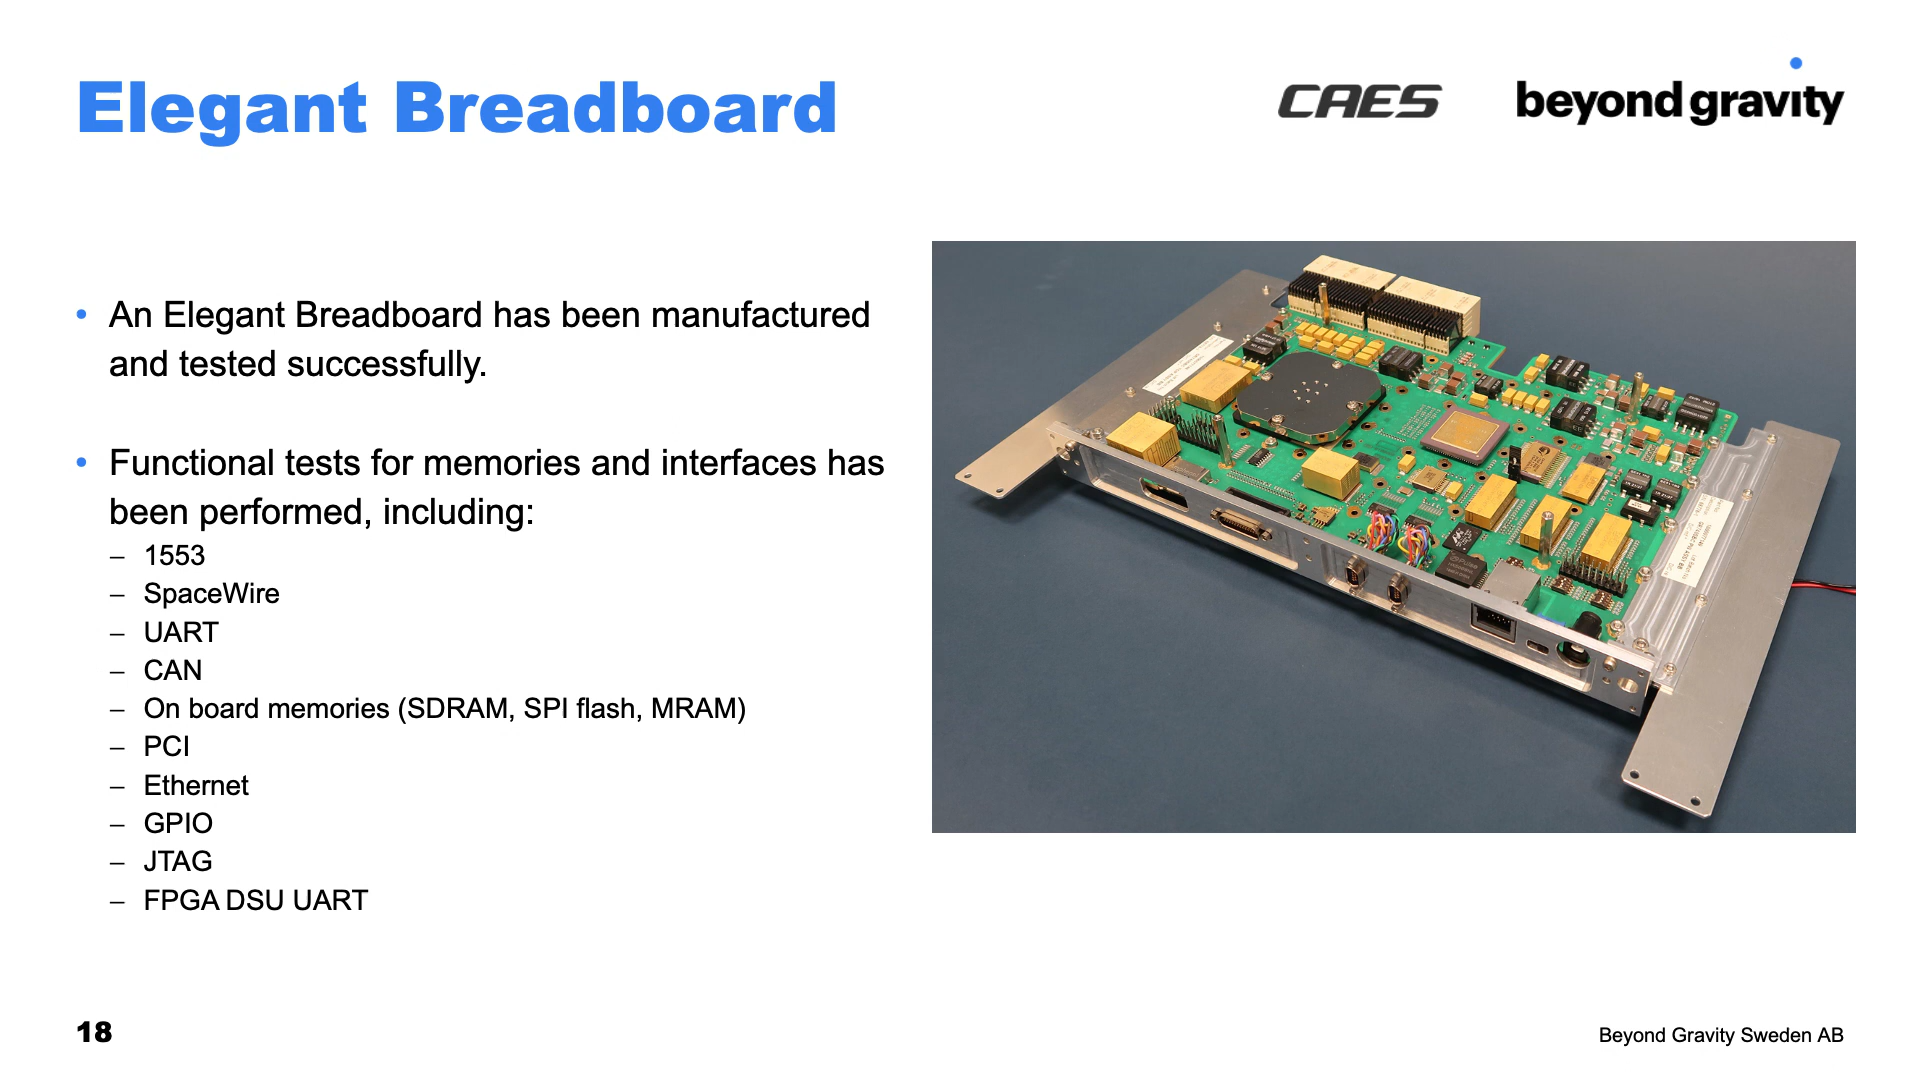 Elegant Breadboard
CAES
beyond gravity
• An Elegant Breadboard has been manufactured
and tested successfully.
• Functional tests for memories and interfaces has
been performed, including:
– 1553
– SpaceWire
– UART
– CAN
– On board memories (SDRAM, SPI flash, MRAM)
– PCI
– Ethernet
– GPIO
– JTAG
– FPGA DSU UART
18
Beyond Gravity Sweden AB